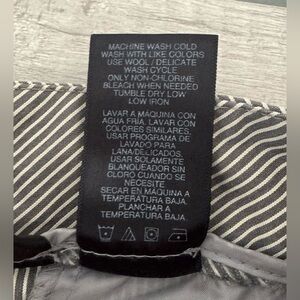 MACHINE WASH COLD
WASH WITH LIKE COLORS
USE WOOL / DELICATE
WASH CYCLE
ONLY NON-CHLORINE
BLEACH WHEN NEEDED
TUMBLE DRY LOW
LOW IRON
LAVAR A MÁQUINA CON
AGUA FRIA, LAVAR CON
COLORES SIMILARES,
USAR PROGRAMA DE
LAVADO PARA
LANA/DELICADOS,
USAR SOLAMENTE
BLANQUEADOR SIN
CLORO CUANDO SE
NECESITE
SECAR EN MÁQUINA A
TEMPERATURA BAJA,
PLANCHAR A
TEMPERATURA BAJA